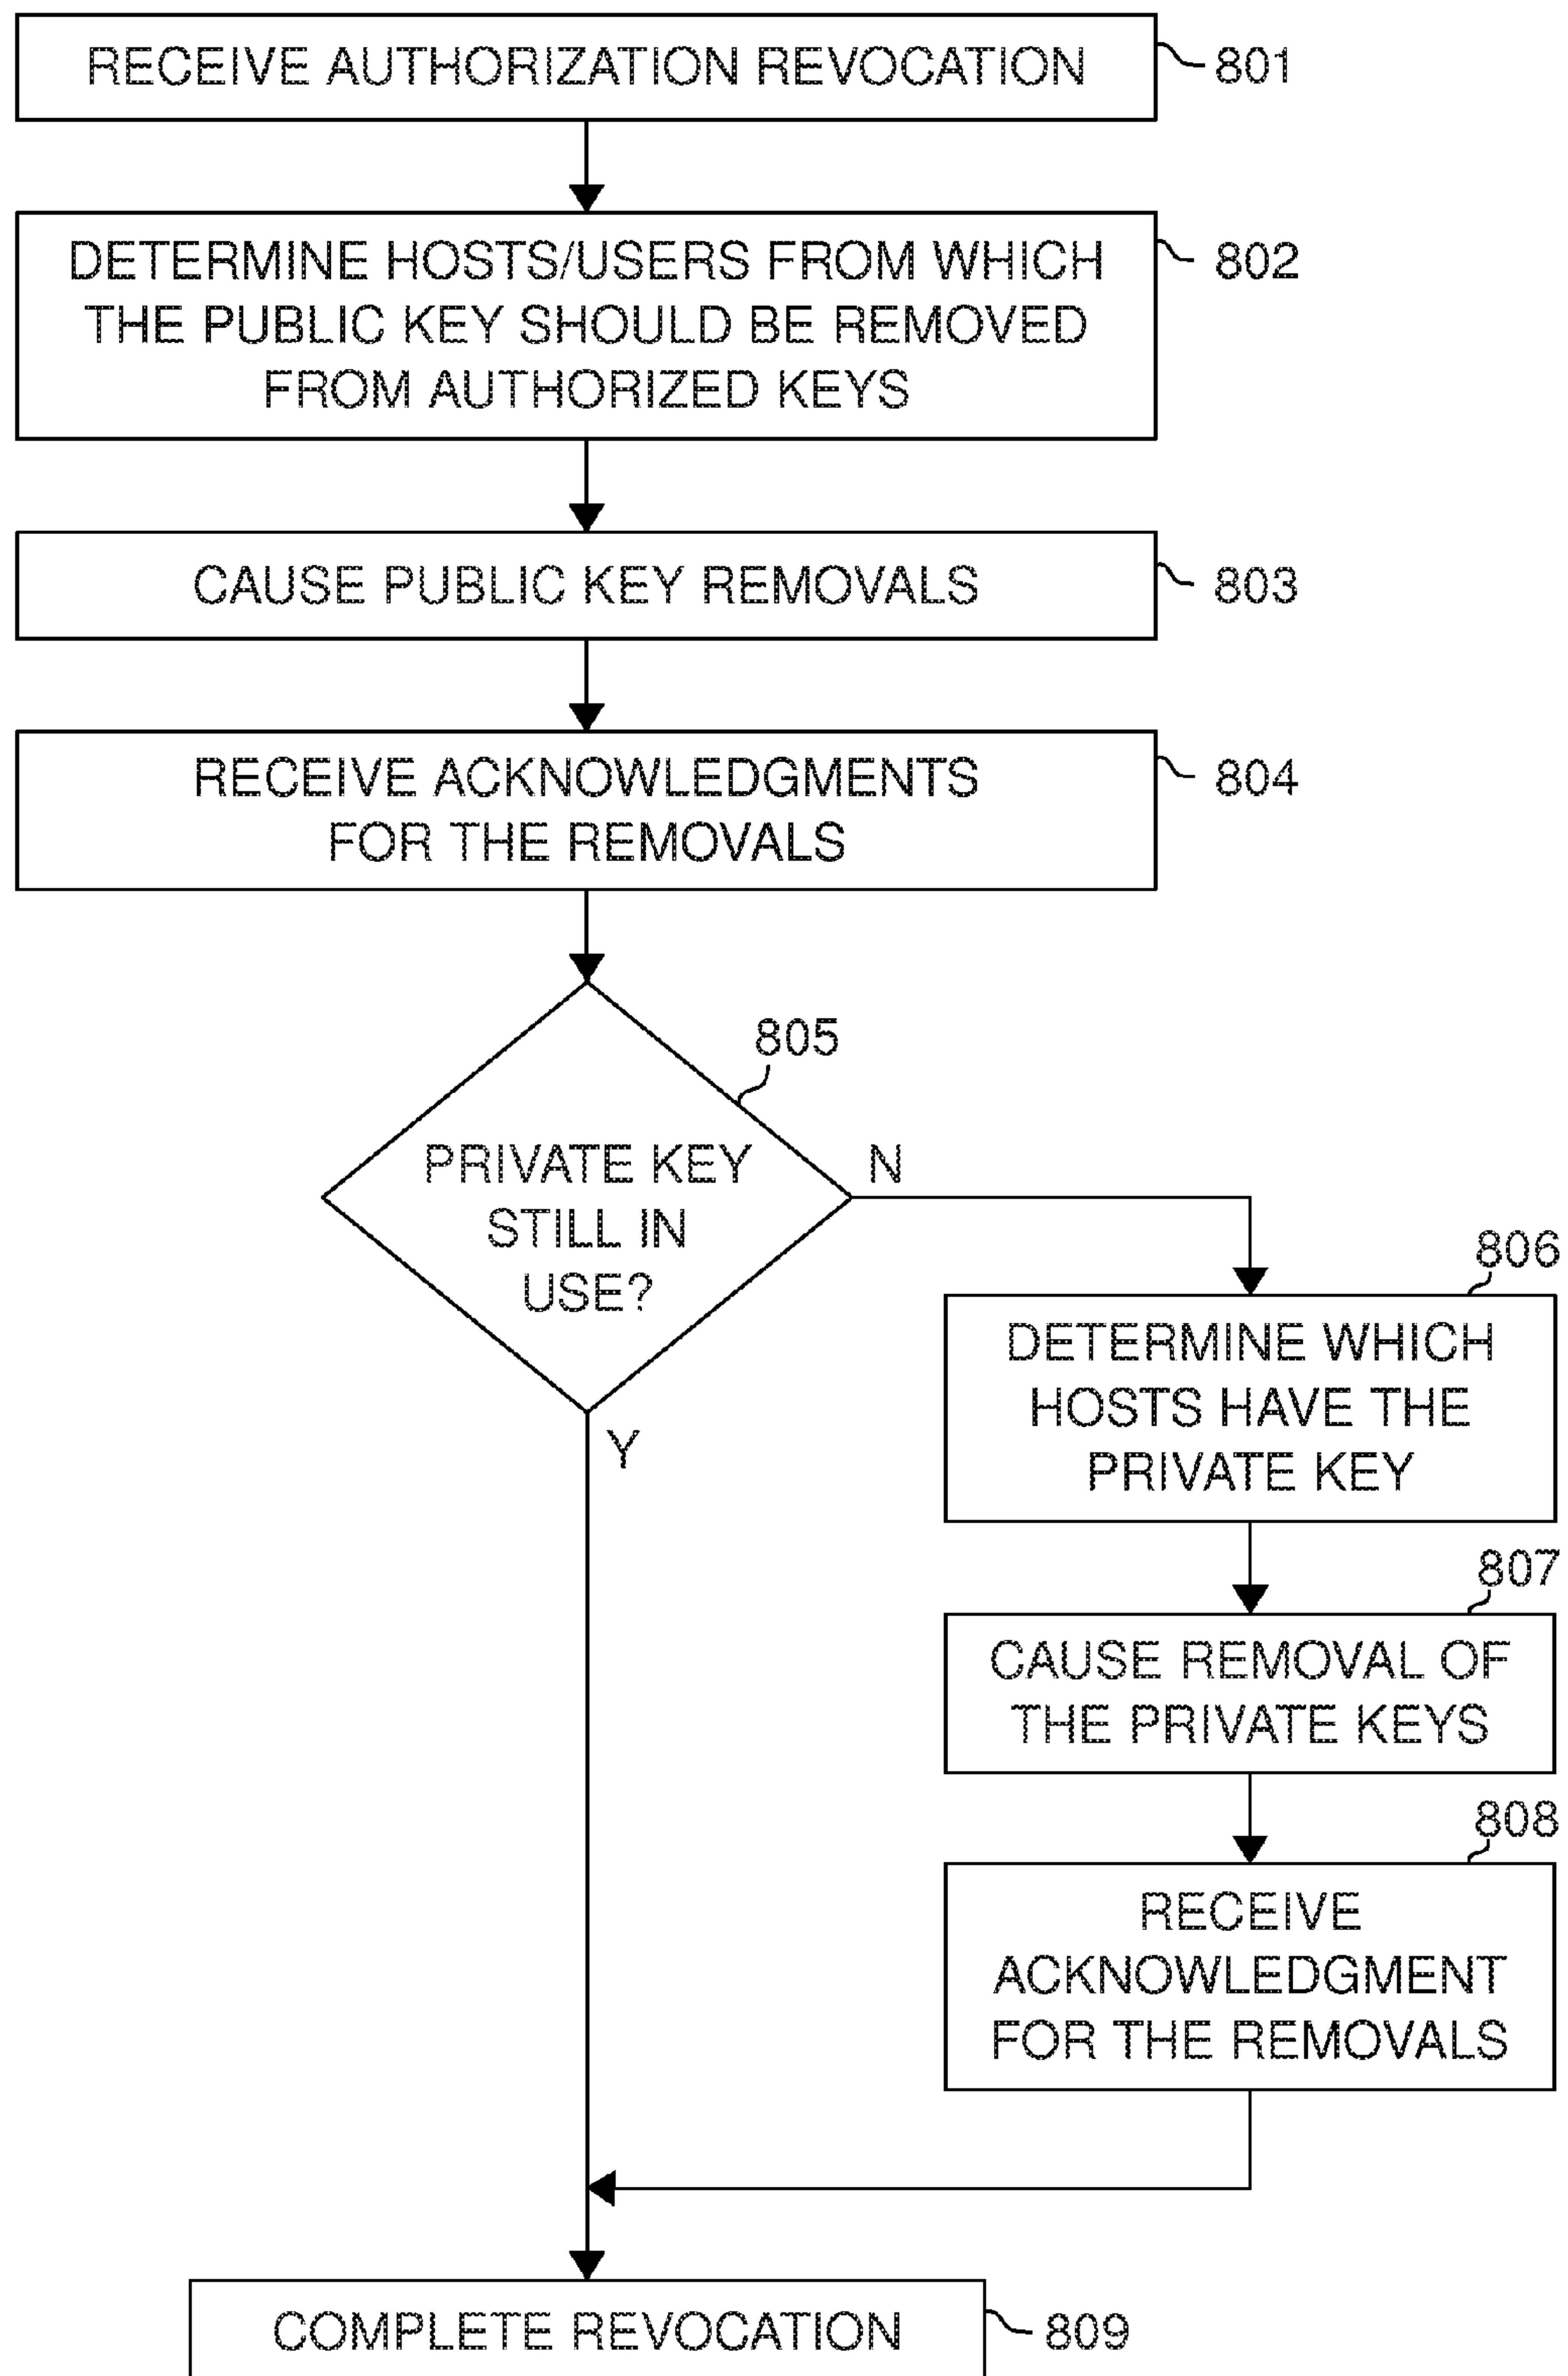 RECEIVE AUTHORIZATION REVOCATION
801
DETERMINE HOSTS/USERS FROM WHICH
THE PUBLIC KEY SHOULD BE REMOVED
FROM AUTHORIZED KEYS
802
CAUSE PUBLIC KEY REMOVALS
803
RECEIVE ACKNOWLEDGMENTS
FOR THE REMOVALS
804
805
PRIVATE KEY
STILL IN
USE?
N
Y
806
DETERMINE WHICH
HOSTS HAVE THE
PRIVATE KEY
807
CAUSE REMOVAL OF
THE PRIVATE KEYS
808
RECEIVE
ACKNOWLEDGMENT
FOR THE REMOVALS
COMPLETE REVOCATION
809